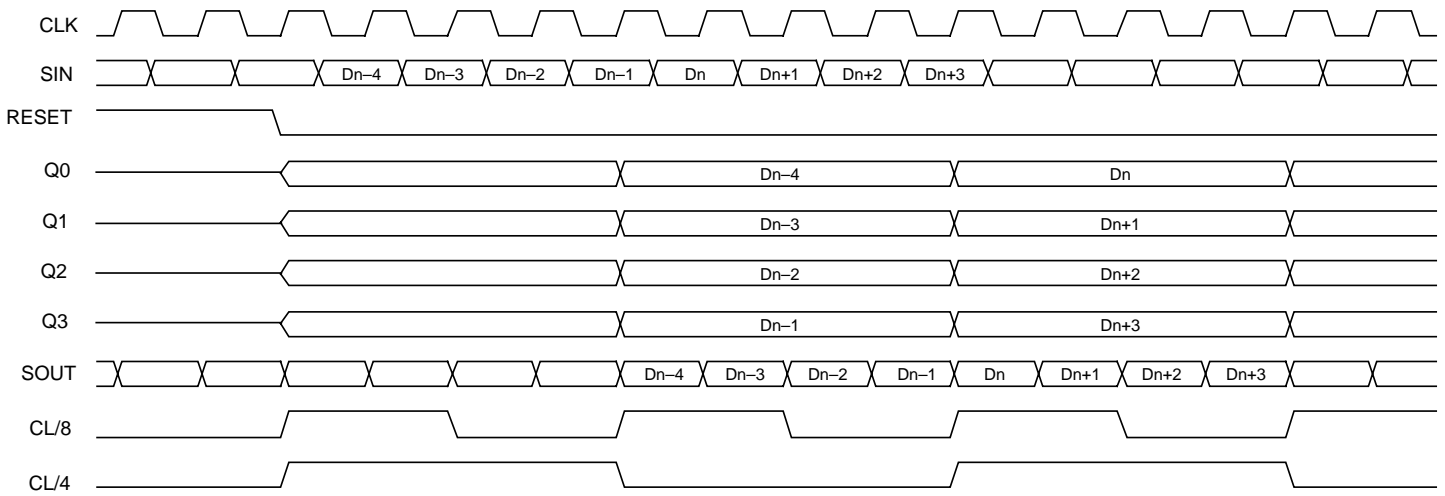 CLK
SIN Dn–4 Dn–3 Dn–2 Dn–1 Dn Dn+1 Dn+2 Dn+3
RESET
Q0 Dn–4 Dn
Q1 Dn–3 Dn+1
Q2 Dn–2 Dn+2
Q3 Dn–1 Dn+3
SOUT Dn–4 Dn–3 Dn–2 Dn–1 Dn Dn+1 Dn+2 Dn+3
CL/8
CL/4